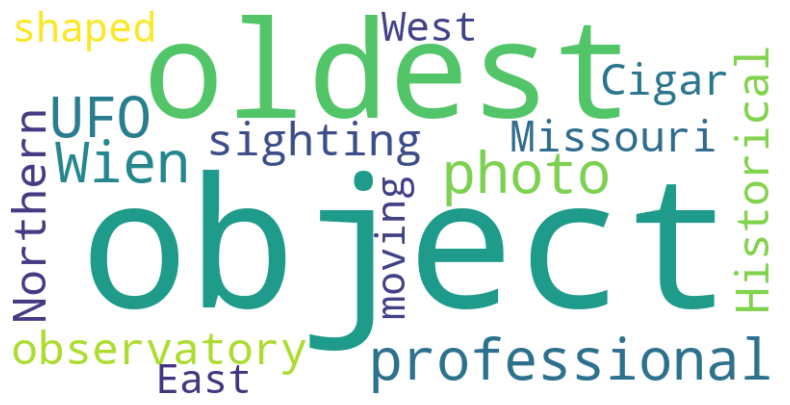 shaped
West
oldest
Cigar
Historical
UFO
Northern
sighting
Missouri
Wien
photo
object
moving
observatory
professional
East